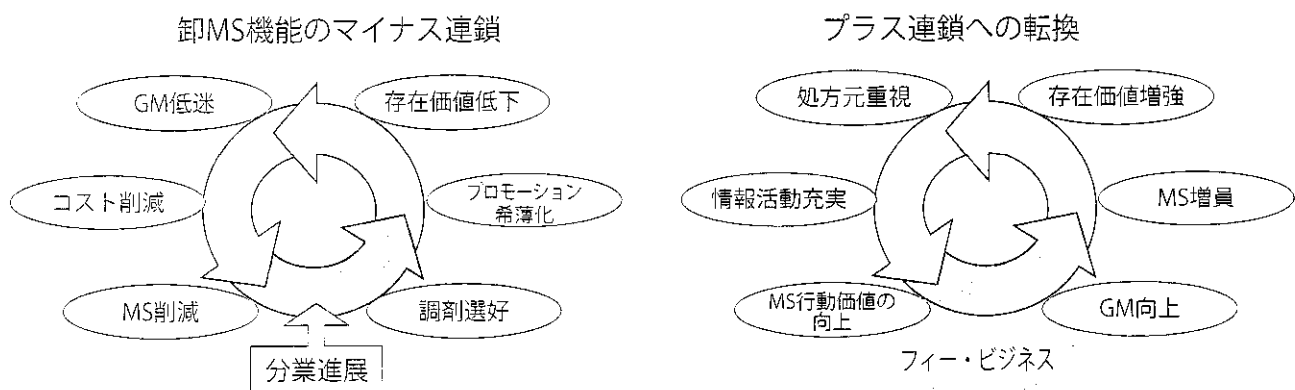 卸MS機能のマイナス連鎖
GM低迷
存在価値低下
コスト削減
プロモーション
希薄化
MS削減
調剤選好
分業進展
プラス連鎖への転換
処方元重視
存在価値増強
情報活動充実
MS増員
MS行動価値の
向上
GM向上
フィー・ビジネス